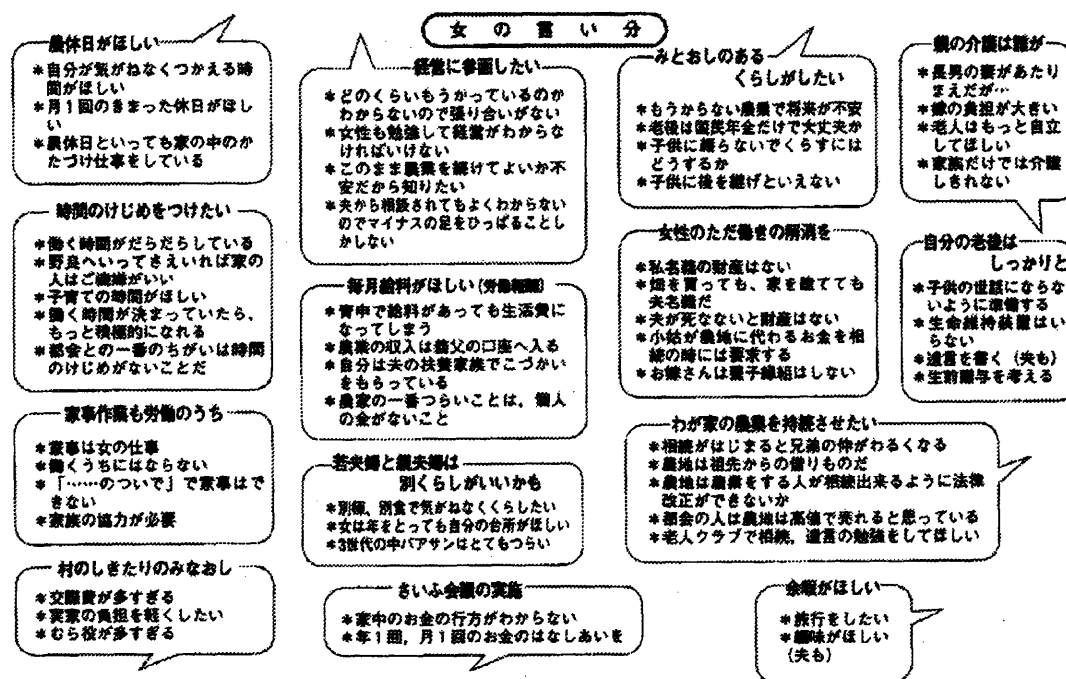 女の言い分
農休日がほしい
＊自分が気がねなくつかえる時
間がほしい
＊月１回のきまった休日がほし
い
＊農休日といっても家の中のか
たづけ仕事をしている
時間のけじめをつけたい
＊働く時間がだらだらしている
＊野良へいってさえいれば家の
人はご機嫌がいい
＊子育ての時間がほしい
＊働く時間が決まっていたら、
もっと積極的になれる
＊都会との一番のちがいは時間
のけじめがないことだ
家事作業も労働のうち
＊家事は女の仕事
＊働くうちにはならない
＊「……のついで」で家事はで
きない
＊家族の協力が必要
村のしきたりのみなおし
＊交際費が多すぎる
＊実家の負担を軽くしたい
＊むら役が多すぎる
経営に参画したい
＊どのくらいもうかっているのか
わからないので張り合いがない
＊女性も勉強して経営がわからな
ければいけない
＊このまま農業を続けてよいか不
安だから知りたい
＊夫から相談されてもよくわからない
のでマイナスの足をひっぱることし
かしない
毎月給料がほしい（労働報酬）
＊青申で給料があっても生活費に
なってしまう
＊農業の収入は義父の口座へ入る
＊自分は夫の扶養家族でこづかい
をもらっている
＊農家の一番つらいことは、個人
の金がないこと
若夫婦と親夫婦は
別くらしがいいかも
＊別棟、別食で気がねなくくらしたい
＊女は年をとっても自分の台所がほしい
＊３世代の中バアサンはとてもつらい
さいふ会議の実施
＊家中のお金の行方がわからない
＊年１回，月１回のお金のはなしあいを
みとおしのある
くらしがしたい
＊もうからない農業で将来が不安
＊老後は国民年金だけで大丈夫か
＊子供に頼らないでくらすには
どうするか
＊子供に後を継げといえない
女性のただ働きの解消を
＊私名義の財産はない
＊畑を買っても、家を建てても
夫名義だ
＊夫が死なないと財産はない
＊小姑が農地に代わるお金を相
続の時には要求する
＊お嫁さんは養子縁組はしない
わが家の農業を持続させたい
＊相続がはじまると兄弟の仲がわるくなる
＊農地は祖先からの借りものだ
＊農地は農業をする人が相続出来るように法律
改正ができないか
＊都会の人は農地は高値で売れると思っている
＊老人クラブで相続，遺言の勉強をしてほしい
余暇がほしい
＊旅行をしたい
＊趣味がほしい
（夫も）
親の介護は誰が
＊長男の妻があたり
まえだが…
＊嫁の負担が大きい
＊老人はもっと自立
してほしい
＊家族だけでは介護
しきれない
自分の老後は
しっかりと
＊子供の世話にならな
いように準備する
＊生命維持装置はい
らない
＊遺言を書く（夫も）
＊生前贈与を考える